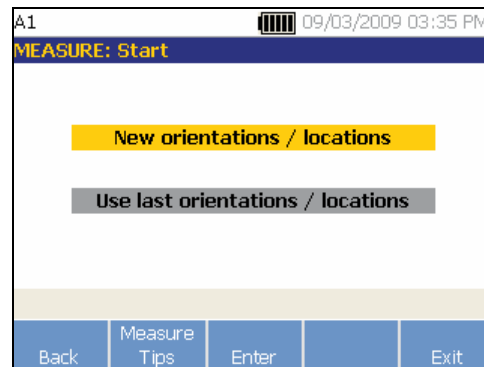 A1 09/03/2009 03:35 PM
MEASURE: Start
New orientations / locations
Use last orientations / locations
Back Measure Tips Enter Exit